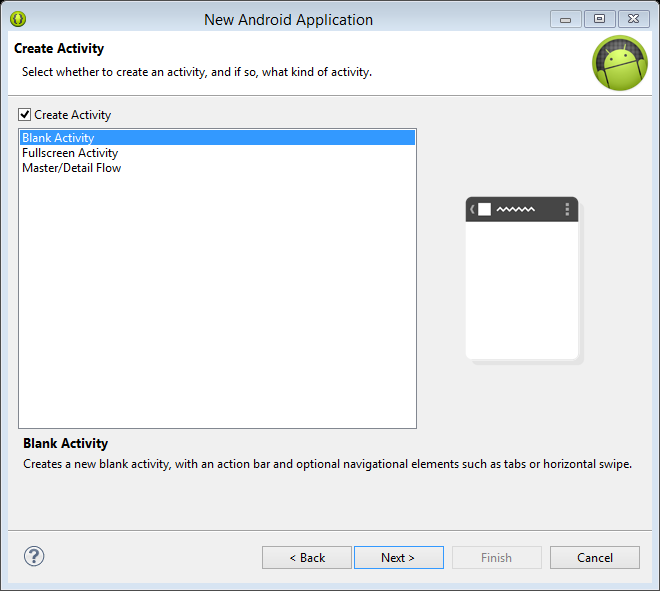 New Android Application
Create Activity
Select whether to create an activity, and if so, what kind of activity.
Create Activity
Blank Activity
Fullscreen Activity
Master/Detail Flow
Blank Activity
Creates a new blank activity, with an action bar and optional navigational elements such as tabs or horizontal swipe.
? < Back Next > Finish Cancel